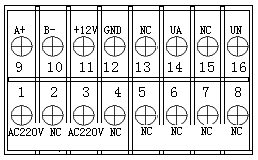 A+ B- +12V GND NC UA NC UN
9 10 11 12 13 14 15 16
1 2 3 4 5 6 7 8
AC220V NC AC220V NC NC NC NC NC